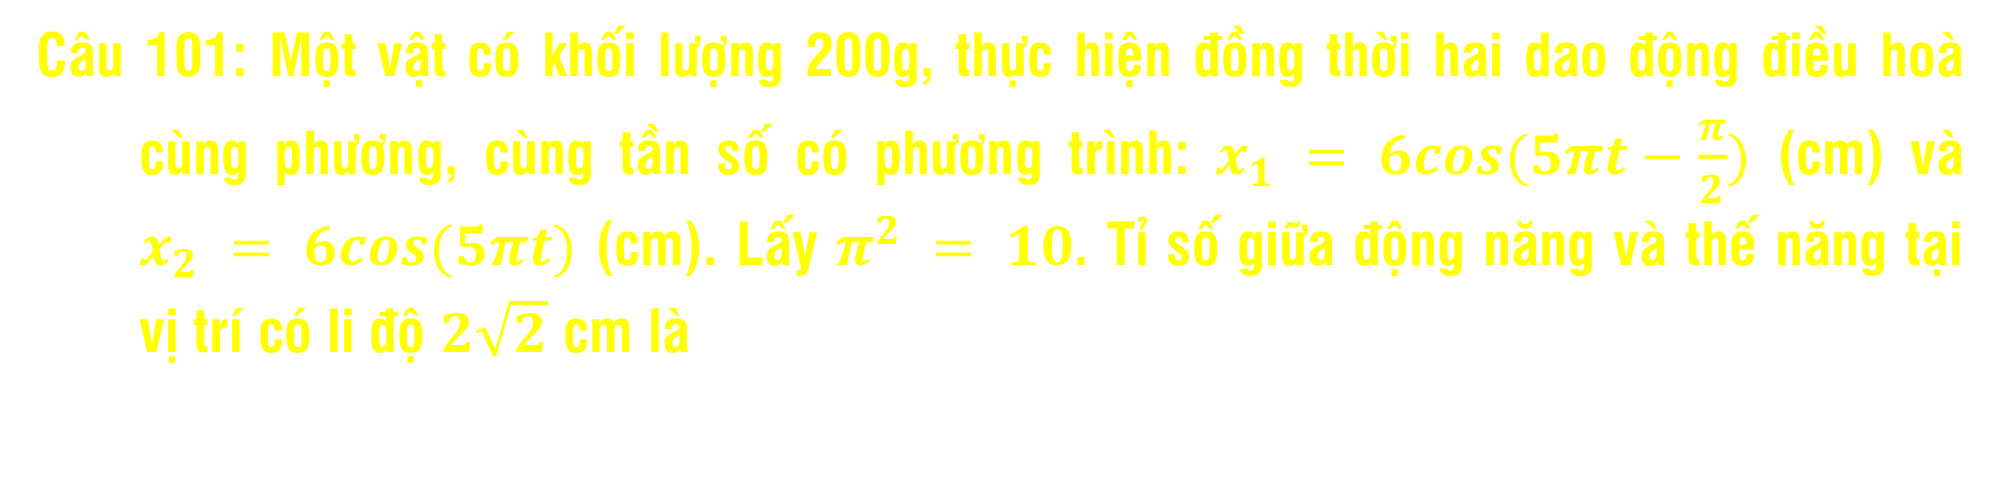 Câu 101: Một vật có khối lượng 200g, thực hiện đồng thời hai dao động điều hoà
cùng phương, cùng tần số có phương trình: x₁ = 6cos(5πt − π/2) (cm) và
x₂ = 6cos(5πt) (cm). Lấy π² = 10. Tỉ số giữa động năng và thế năng tại
vị trí có li độ 2√2 cm là